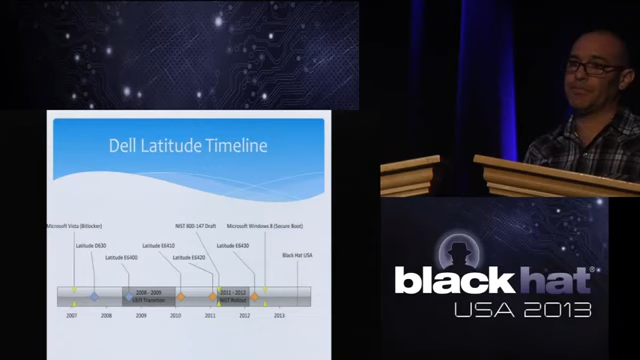 Dell Latitude Timeline
Microsoft Vista (Bitlocker)
NIST 800-147 Draft
Microsoft Windows 8 (Secure Boot)
Latitude D630
Latitude E6410
Latitude E6430
Latitude E6400
Latitude E6420
Black Hat USA
2008 - 2009
UEFI Transition
2011 - 2012
NIST Rollout
2007
2008
2009
2010
2011
2012
2013
black hat®
USA 2013